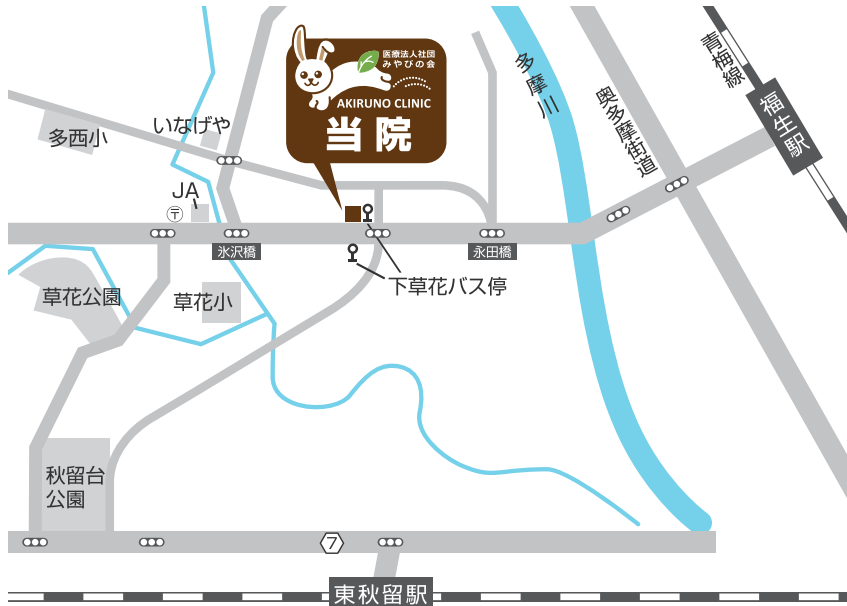 医療法人社団
みやびの会
AKIRUNO CLINIC
当院
青梅線
福生駅
多摩川
奥多摩街道
いなげや
多西小
JA
〒
氷沢橋
永田橋
下草花バス停
草花公園
草花小
秋留台
公園
7
東秋留駅